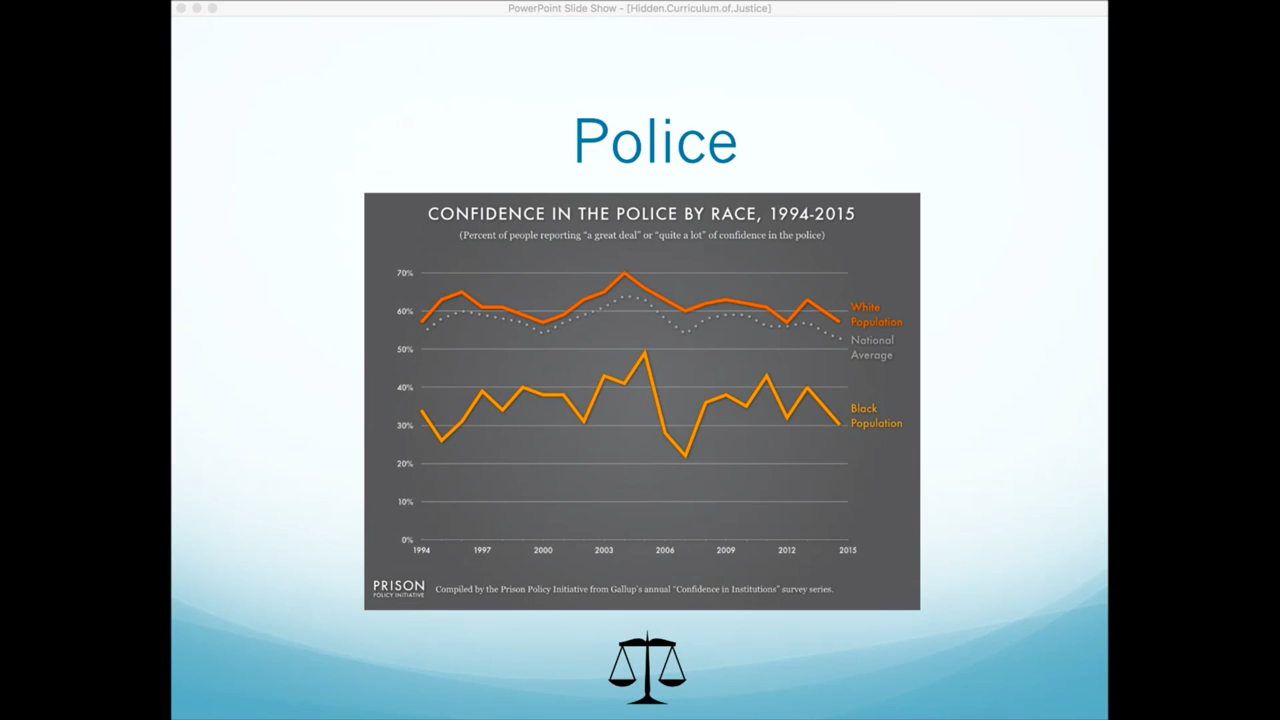 PowerPoint Slide Show - [Hidden.Curriculum.of.Justice]
Police
CONFIDENCE IN THE POLICE BY RACE, 1994-2015
(Percent of people reporting “a great deal” or “quite a lot” of confidence in the police)
70%
60%
50%
40%
30%
20%
10%
0%
White
Population
National
Average
Black
Population
1994 1997 2000 2003 2006 2009 2012 2015
PRISON
POLICY INITIATIVE
Compiled by the Prison Policy Initiative from Gallup's annual “Confidence in Institutions” survey series.